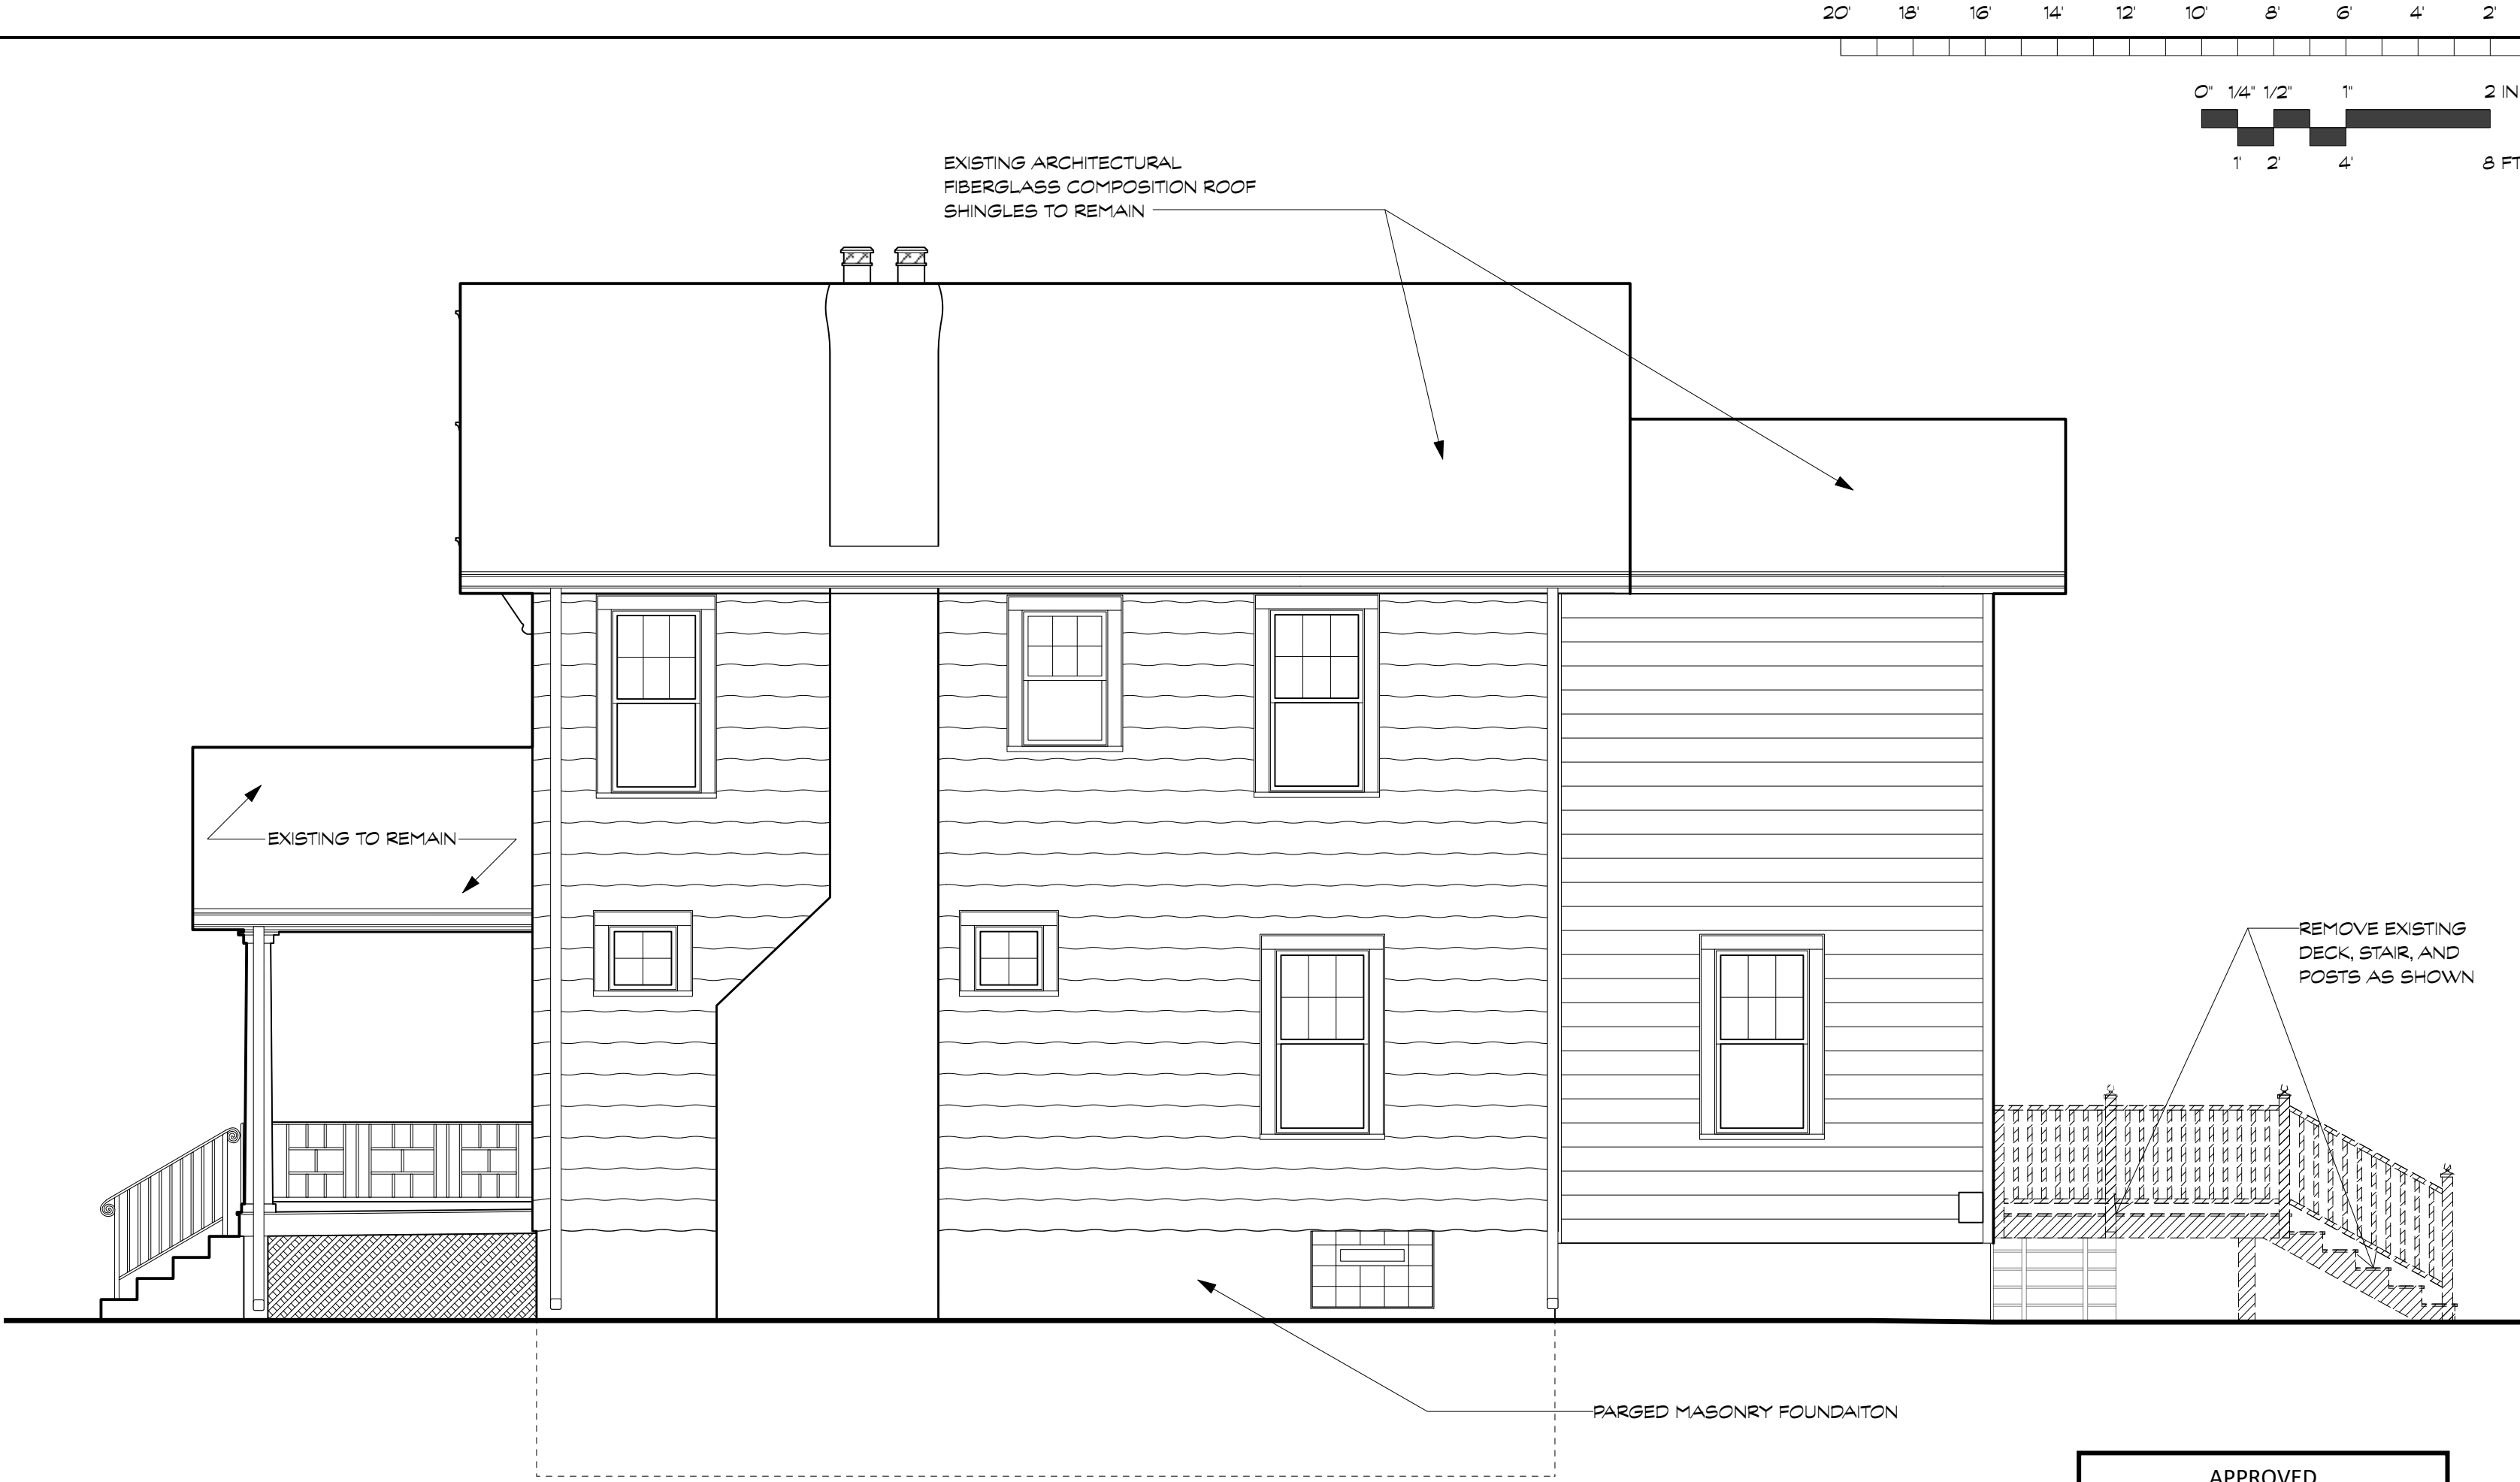 20' 18' 16' 14' 12' 10' 8' 6' 4' 2'
0" 1/4" 1/2" 1" 2 IN
1' 2' 4' 8 FT
EXISTING ARCHITECTURAL
FIBERGLASS COMPOSITION ROOF
SHINGLES TO REMAIN
EXISTING TO REMAIN
REMOVE EXISTING
DECK, STAIR, AND
POSTS AS SHOWN
PARGED MASONRY FOUNDAITON
APPROVED